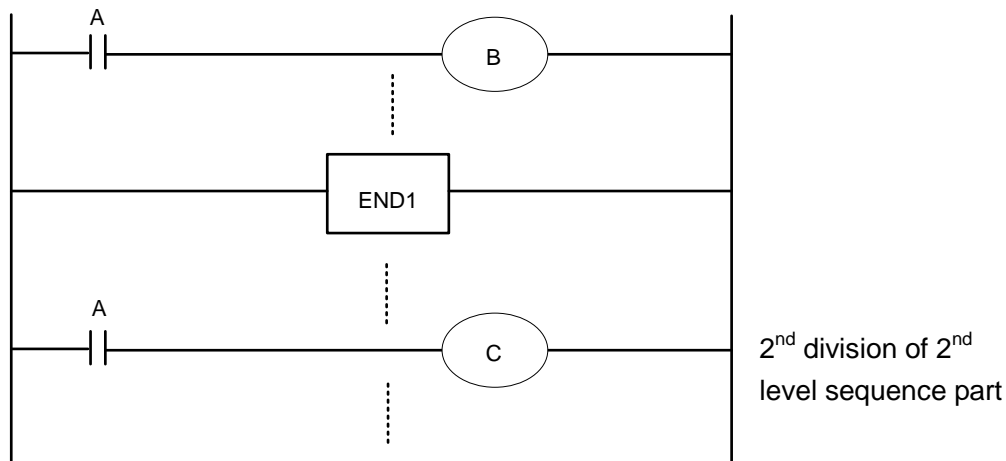 A
B
END1
A
C
2nd division of 2nd
level sequence part